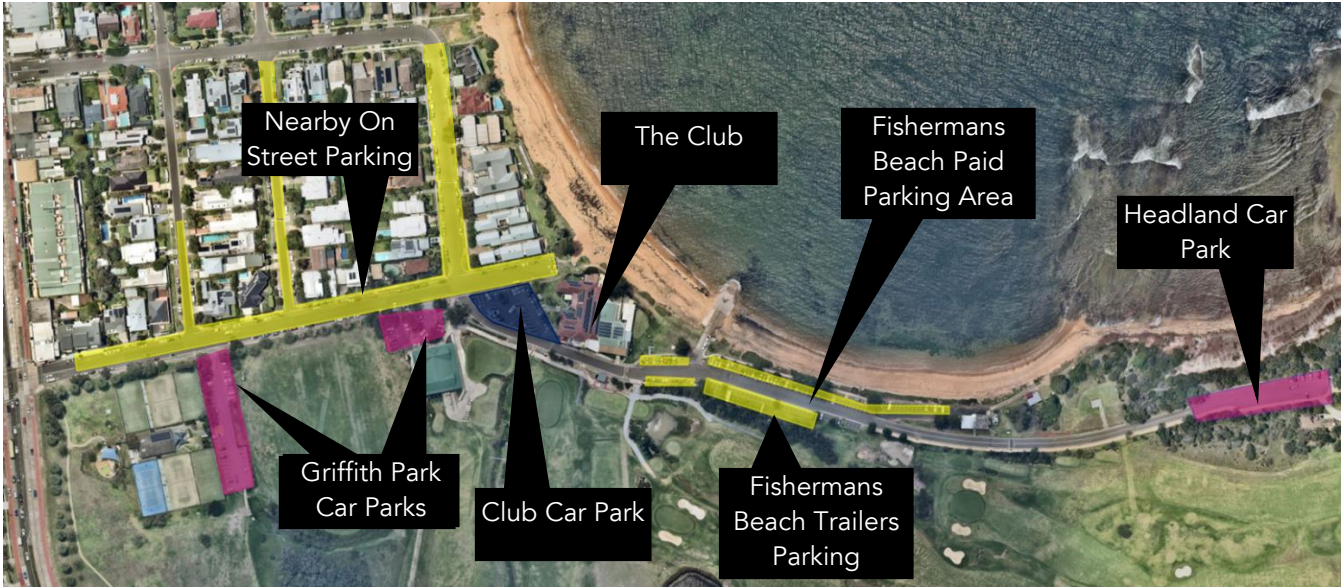 Nearby On
Street Parking
The Club
Fishermans
Beach Paid
Parking Area
Headland Car
Park
Griffith Park
Car Parks
Club Car Park
Fishermans
Beach Trailers
Parking